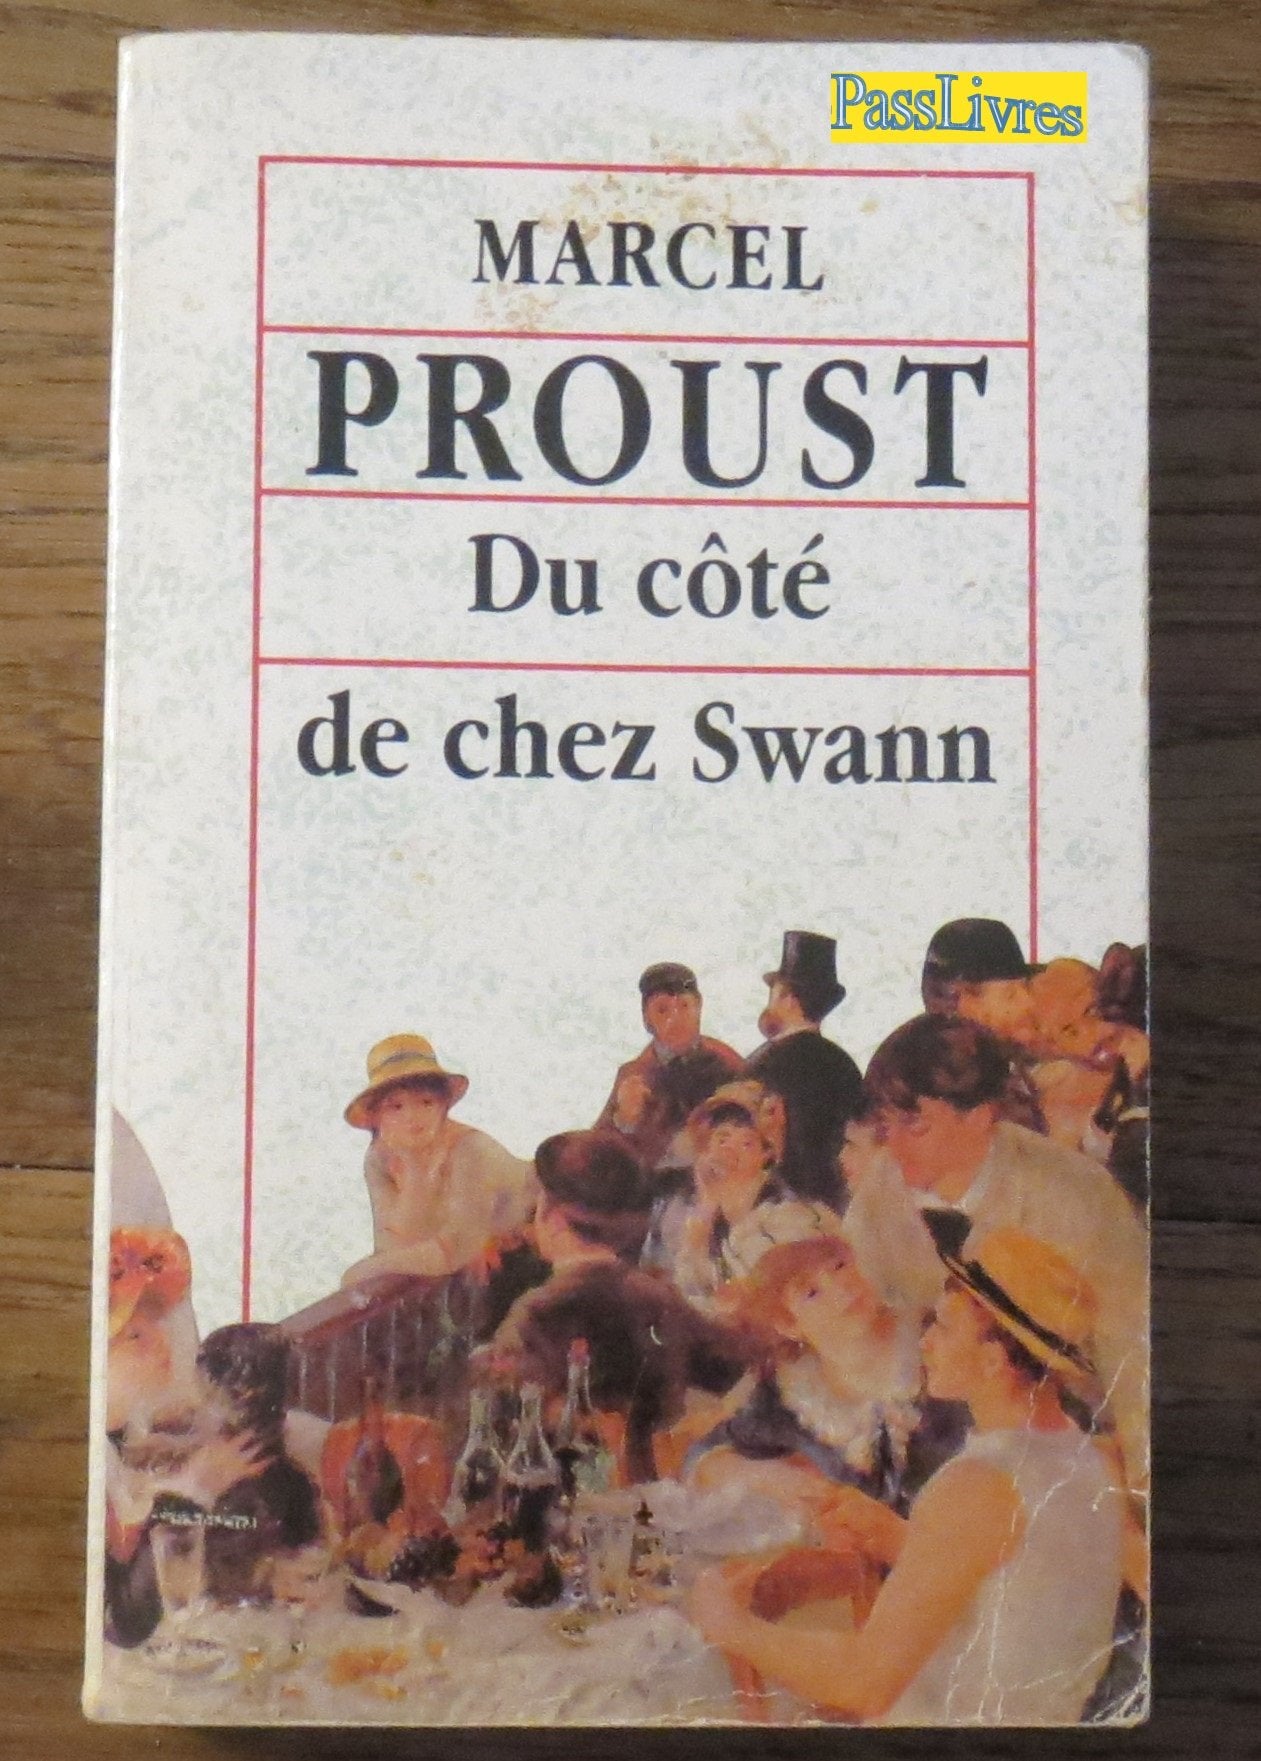 PassLivres
MARCEL
PROUST
Du côté
de chez Swann